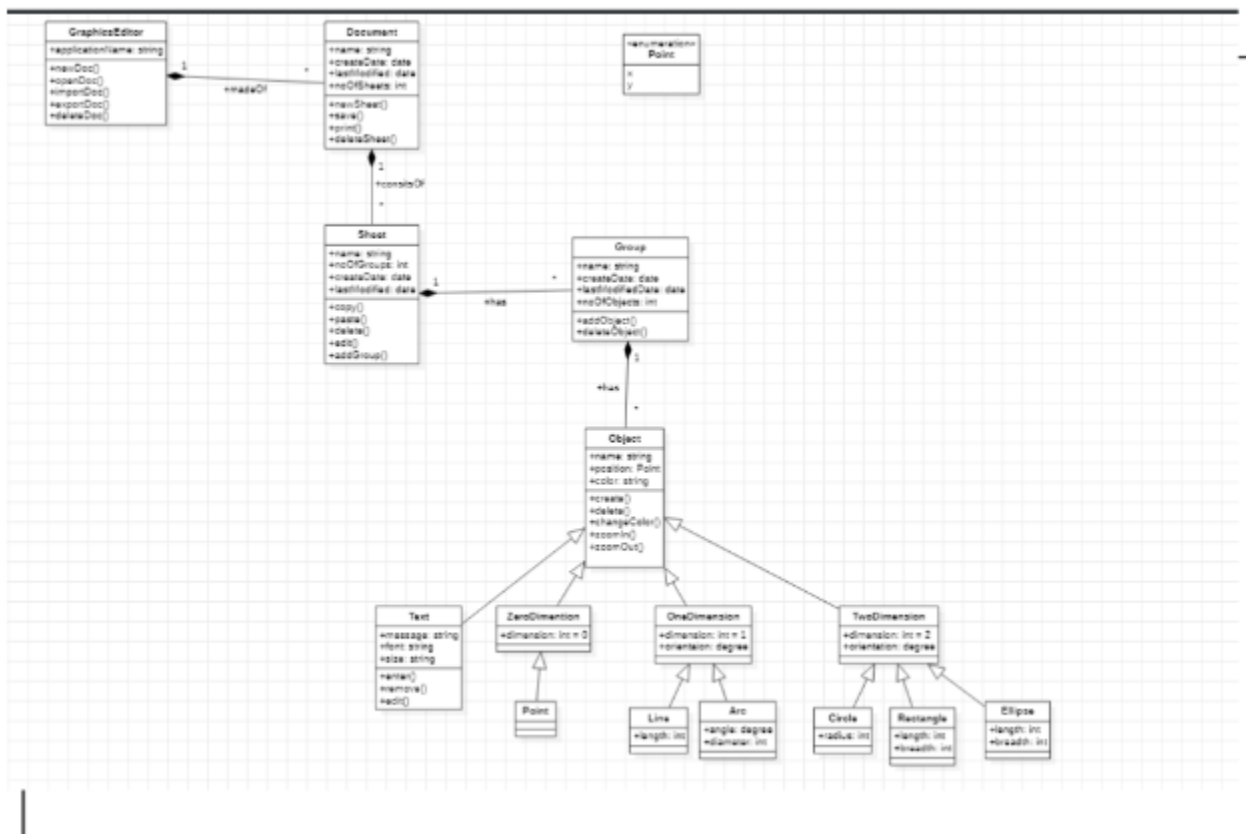 GraphicsEditor
+applicationName: string
+newDoc()
+openDoc()
+importDoc()
+exportDoc()
+deleteDoc()
1
*
+madeOf
Document
+name: string
+createDate: date
+lastModified: date
+noOfSheets: int
+newSheet()
+save()
+print()
+deleteSheet()
«enumeration»
Point
x
y
1
+consitsOf
*
Sheet
+name: string
+noOfGroups: int
+createDate: date
+lastModified: date
+copy()
+paste()
+delete()
+edit()
+addGroup()
1
*
+has
Group
+name: string
+createDate: date
+lastModifiedDate: date
+noOfObjects: int
+addObject()
+deleteObject()
1
+has
*
Object
+name: string
+position: Point
+color: string
+create()
+delete()
+changeColor()
+zoomIn()
+zoomOut()
Text
+message: string
+font: string
+size: string
+enter()
+remove()
+edit()
ZeroDimention
+dimension: int = 0
OneDimension
+dimension: int = 1
+orientaion: degree
TwoDimension
+dimension: int = 2
+orientation: degree
Point
Line
+length: int
Arc
+angle: degree
+diameter: int
Circle
+radius: int
Rectangle
+length: int
+breadth: int
Ellipse
+length: int
+breadth: int